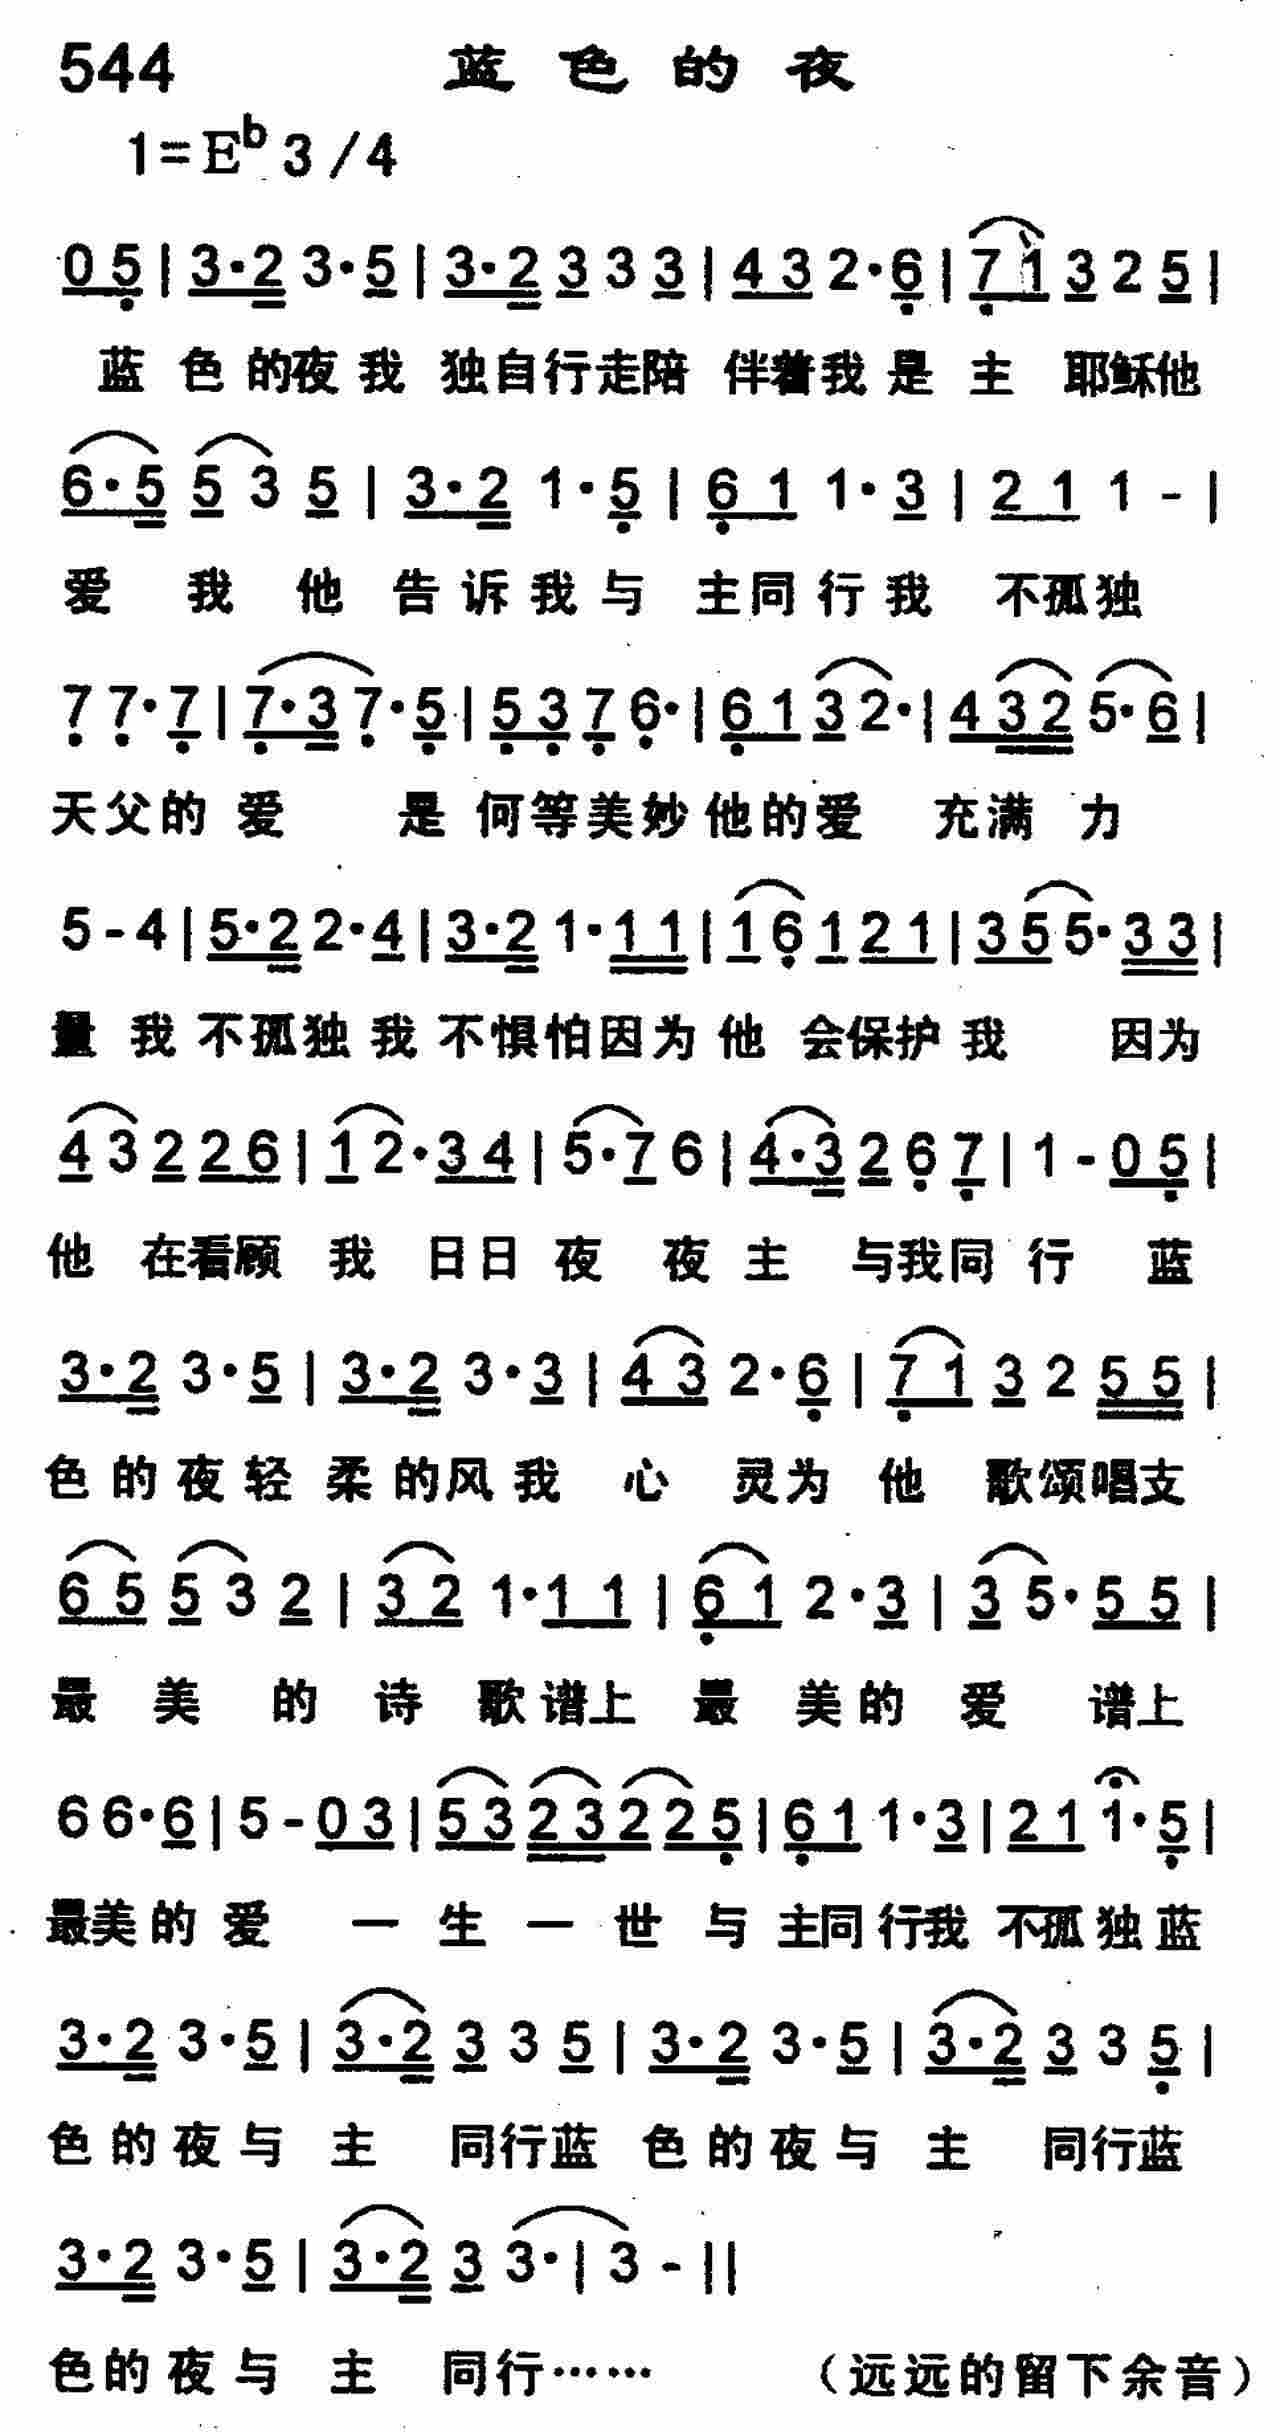 544 蓝色的夜
1=E♭ 3/4
0 5 | 3·2 3·5 | 3·2 3 3 3 | 4 3 2·6 | 7 1 3 2 5 |
蓝色的夜我独自行走陪伴着我是主耶稣他
6·5 5 3 5 | 3·2 1·5 | 6 1 1·3 | 2 1 1 - |
爱我他告诉我与主同行我不孤独
7 7·7 | 7·3 7·5 | 5 3 7 6· | 6 1 3 2· | 4 3 2 5·6 |
天父的爱是何等美妙他的爱充满力
5 - 4 | 5·2 2·4 | 3·2 1·1 1 | 1 6 1 2 1 | 3 5 5·3 3 |
量我不孤独我不惧怕因为他会保护我因为
4 3 2 2 6 | 1 2·3 4 | 5·7 6 | 4·3 2 6 7 | 1 - 0 5 |
他在看顾我日日夜夜主与我同行蓝
3·2 3·5 | 3·2 3·3 | 4 3 2·6 | 7 1 3 2 5 5 |
色的夜轻柔的风我心灵为他歌颂唱支
6 5 5 3 2 | 3 2 1·1 1 | 6 1 2·3 | 3 5·5 5 |
最美的诗歌谱上最美的爱谱上
6 6·6 | 5 - 0 3 | 5 3 2 3 2 2 5 | 6 1 1·3 | 2 1 1·5 |
最美的爱一生一世与主同行我不孤独蓝
3·2 3·5 | 3·2 3 3 5 | 3·2 3·5 | 3·2 3 3 5 |
色的夜与主同行蓝色的夜与主同行蓝
3·2 3·5 | 3·2 3 3· | 3 - ||
色的夜与主同行…… （远远的留下余音）